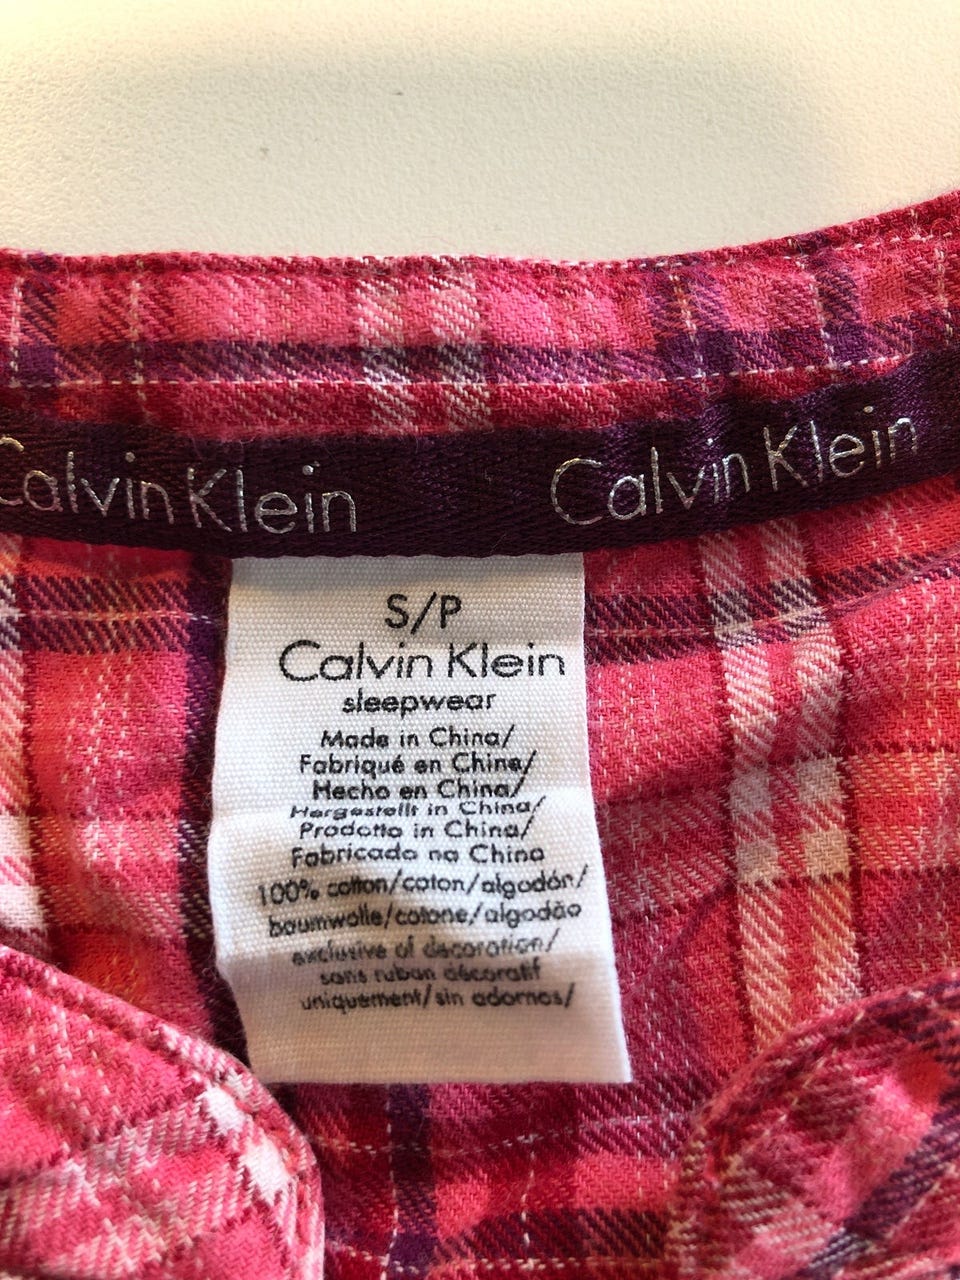 Calvin Klein Calvin Klein
S/P
Calvin Klein
sleepwear
Made in China/
Fabriqué en Chine/
Hecho en China/
Hergestellt in China/
Prodotto in China/
Fabricado na China
100% cotton/coton/algodón/
baumwolle/cotone/algodão
exclusive of decoration/
sans ruban décoratif
uniquement/sin adornos/